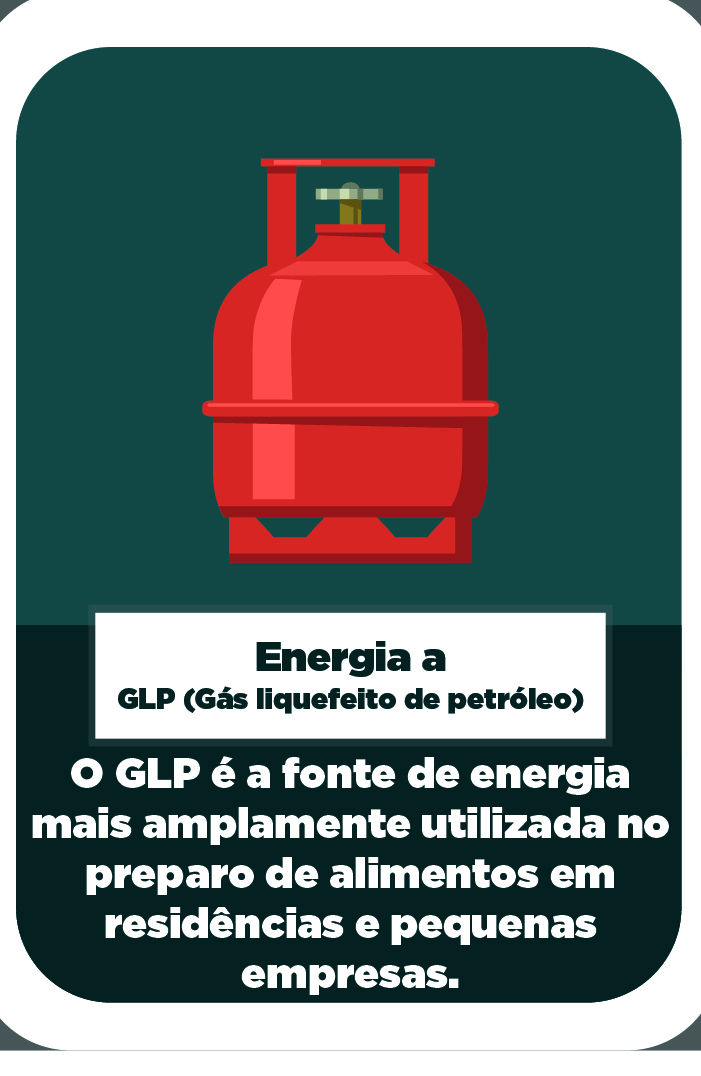 Energia a
GLP (Gás liquefeito de petróleo)
O GLP é a fonte de energia
mais amplamente utilizada no
preparo de alimentos em
residências e pequenas
empresas.